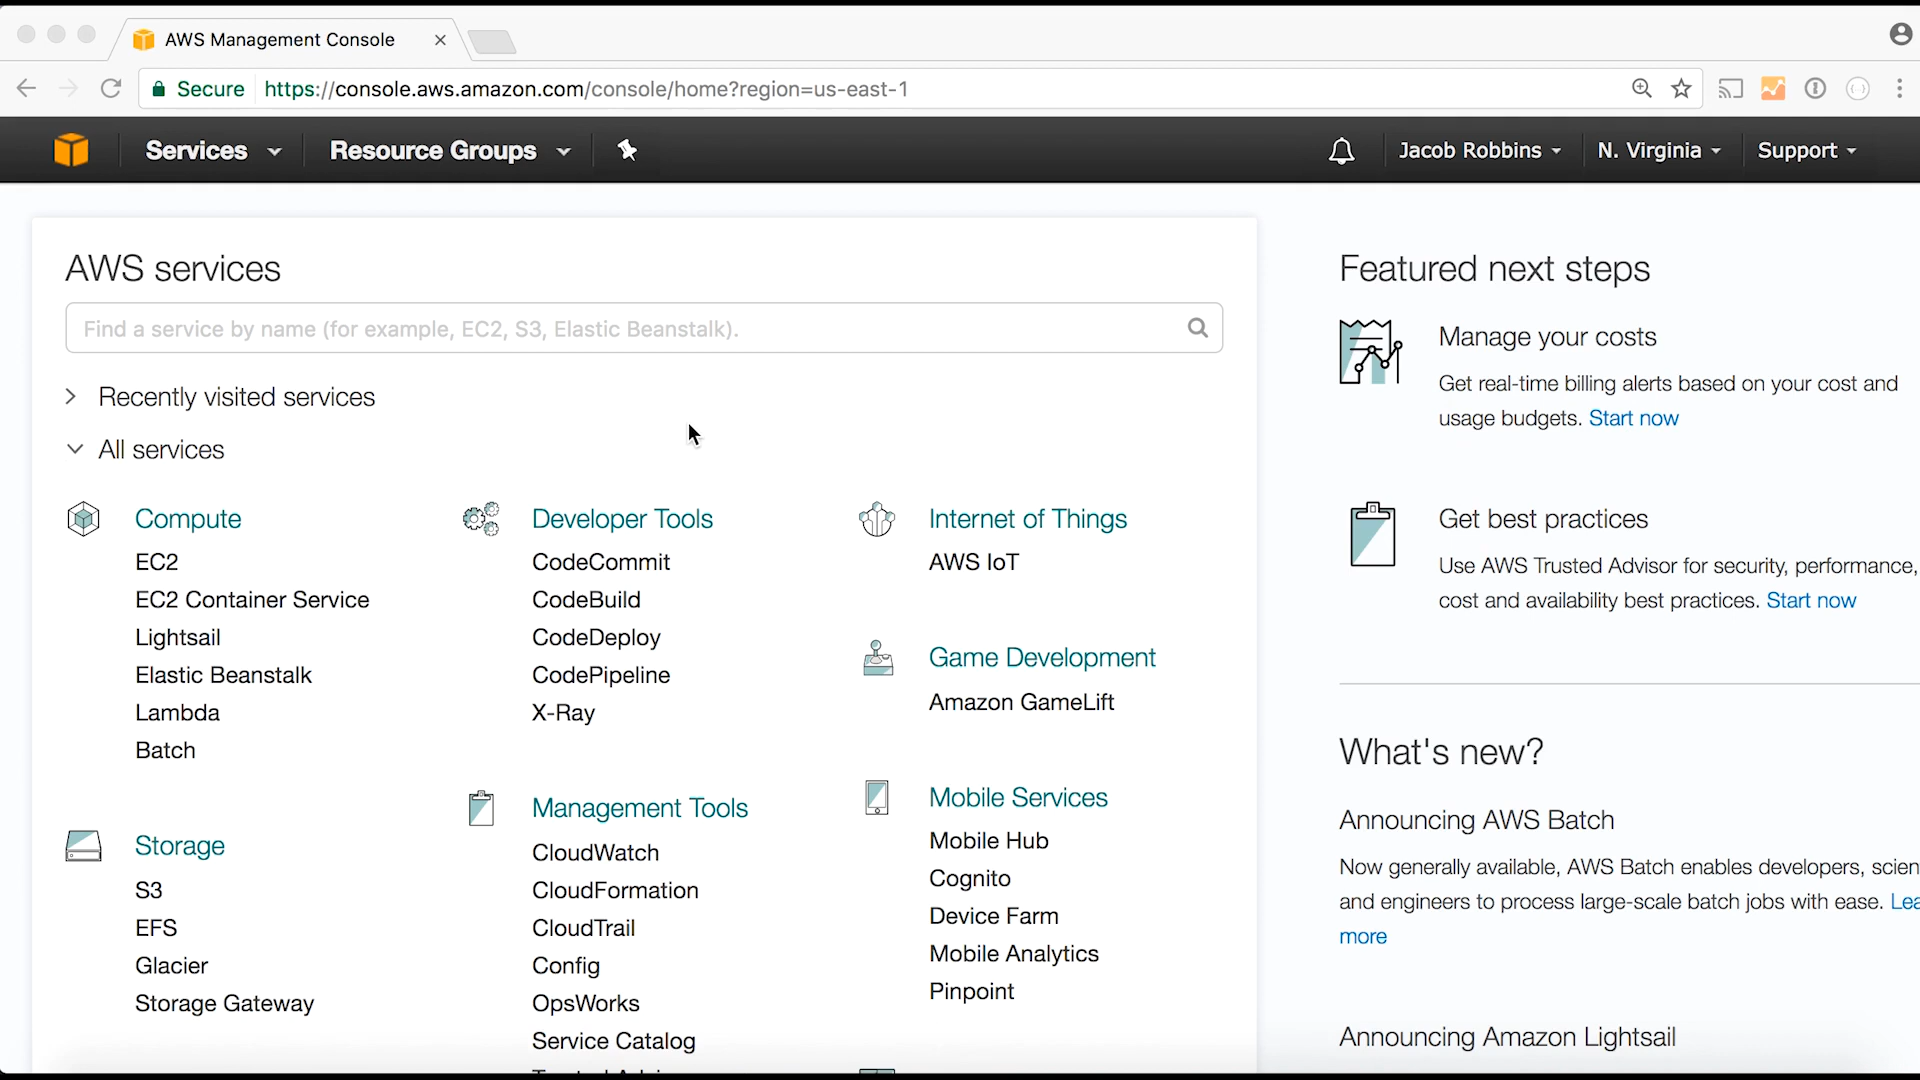 AWS Management Console
Secure https://console.aws.amazon.com/console/home?region=us-east-1
Services Resource Groups Jacob Robbins N. Virginia Support
AWS services
Find a service by name (for example, EC2, S3, Elastic Beanstalk).
Recently visited services
All services
Compute
EC2
EC2 Container Service
Lightsail
Elastic Beanstalk
Lambda
Batch
Storage
S3
EFS
Glacier
Storage Gateway
Developer Tools
CodeCommit
CodeBuild
CodeDeploy
CodePipeline
X-Ray
Management Tools
CloudWatch
CloudFormation
CloudTrail
Config
OpsWorks
Service Catalog
Internet of Things
AWS IoT
Game Development
Amazon GameLift
Mobile Services
Mobile Hub
Cognito
Device Farm
Mobile Analytics
Pinpoint
Featured next steps
Manage your costs
Get real-time billing alerts based on your cost and
usage budgets. Start now
Get best practices
Use AWS Trusted Advisor for security, performance,
cost and availability best practices. Start now
What's new?
Announcing AWS Batch
Now generally available, AWS Batch enables developers, scien
and engineers to process large-scale batch jobs with ease. Lea
more
Announcing Amazon Lightsail